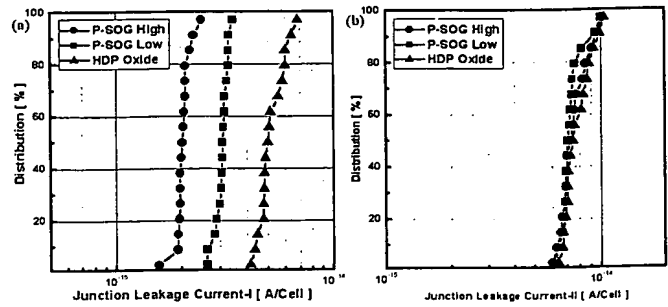 (a)
P-SOG High
P-SOG Low
HDP Oxide
100
80
60
40
20
Distribution [ % ]
10^-15
10^-14
Junction Leakage Current-I [ A/Cell ]
(b)
P-SOG High
P-SOG Low
HDP Oxide
100
80
60
40
20
Distribution [ % ]
10^-15
10^-14
Junction Leakage Current-II [ A/Cell ]